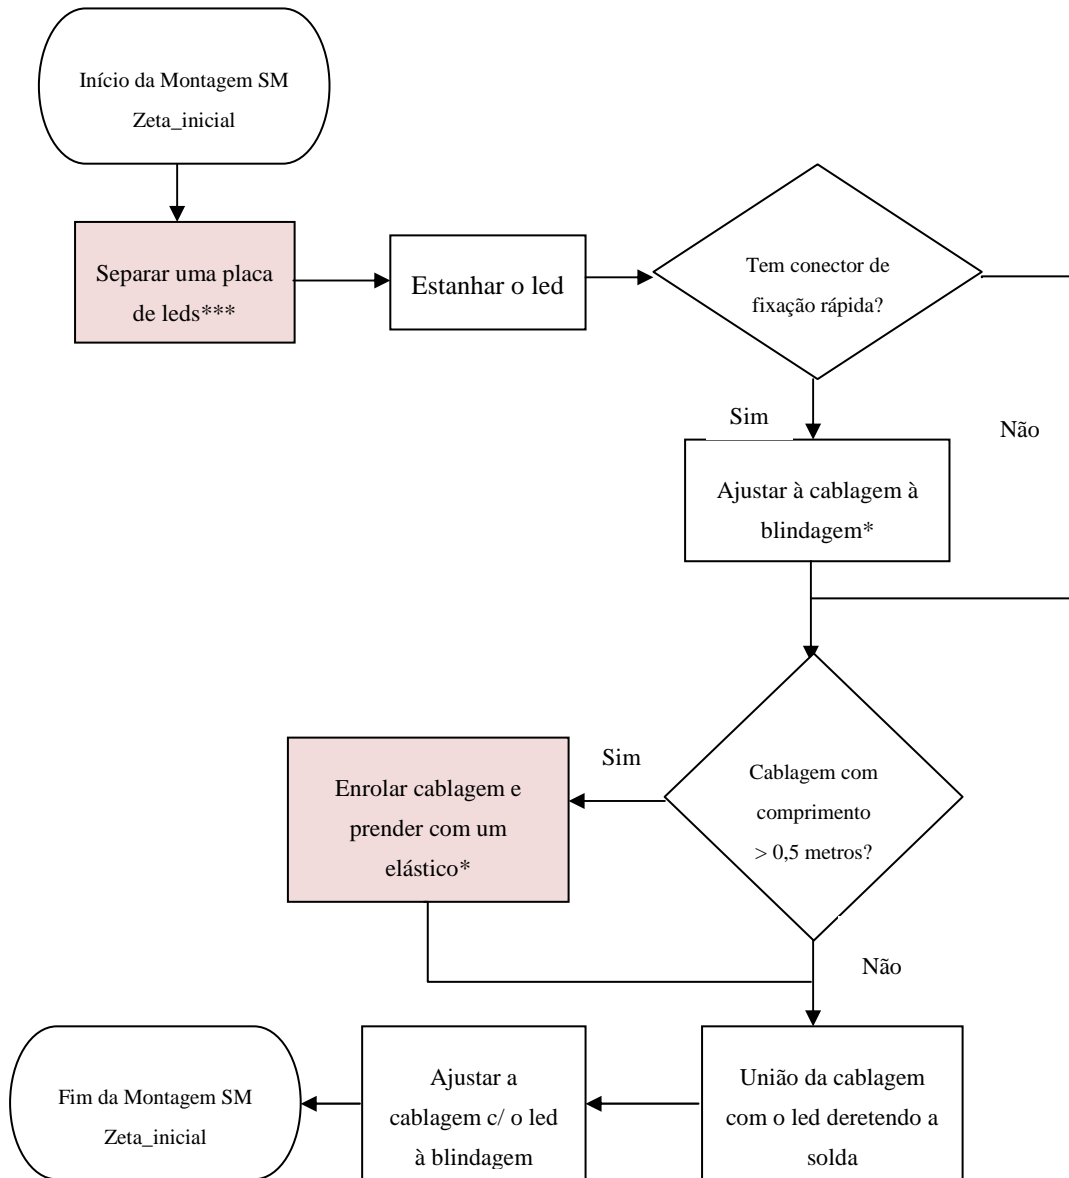 Início da Montagem SM
Zeta_inicial
Separar uma placa
de leds***
Estanhar o led
Tem conector de
fixação rápida?
Sim
Não
Ajustar à cablagem à
blindagem*
Cablagem com
comprimento
> 0,5 metros?
Sim
Enrolar cablagem e
prender com um
elástico*
Não
União da cablagem
com o led deretendo a
solda
Ajustar a
cablagem c/ o led
à blindagem
Fim da Montagem SM
Zeta_inicial